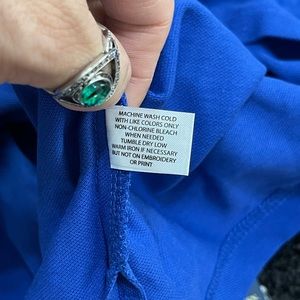 MACHINE WASH COLD
WITH LIKE COLORS ONLY
NON-CHLORINE BLEACH
WHEN NEEDED
TUMBLE DRY LOW
WARM IRON IF NECESSARY
BUT NOT ON EMBROIDERY
OR PRINT